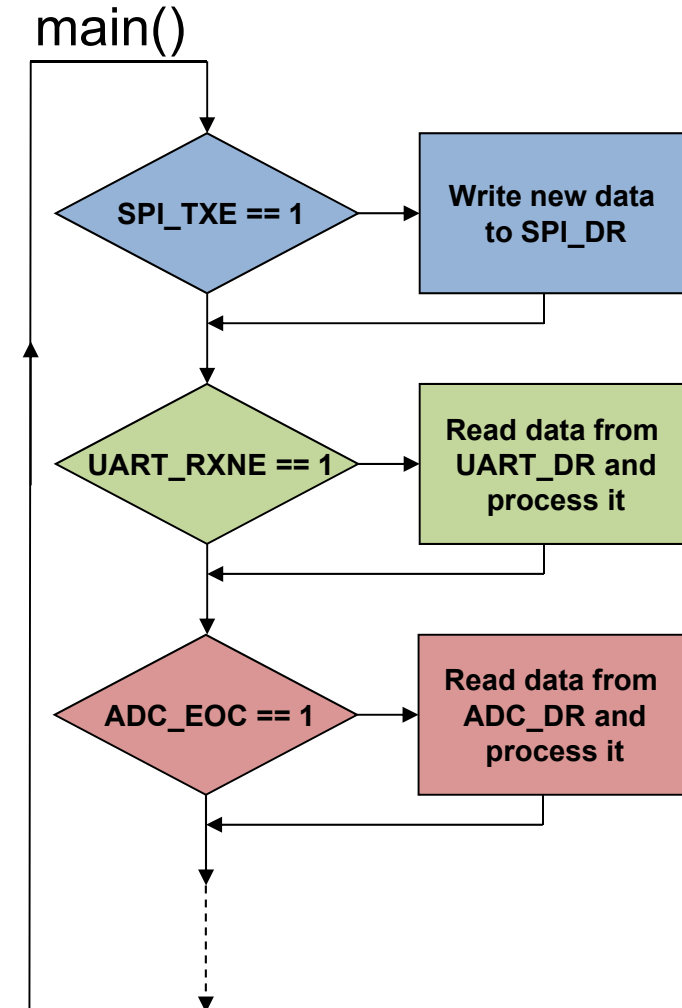 main()
SPI_TXE == 1
Write new data
to SPI_DR
UART_RXNE == 1
Read data from
UART_DR and
process it
ADC_EOC == 1
Read data from
ADC_DR and
process it